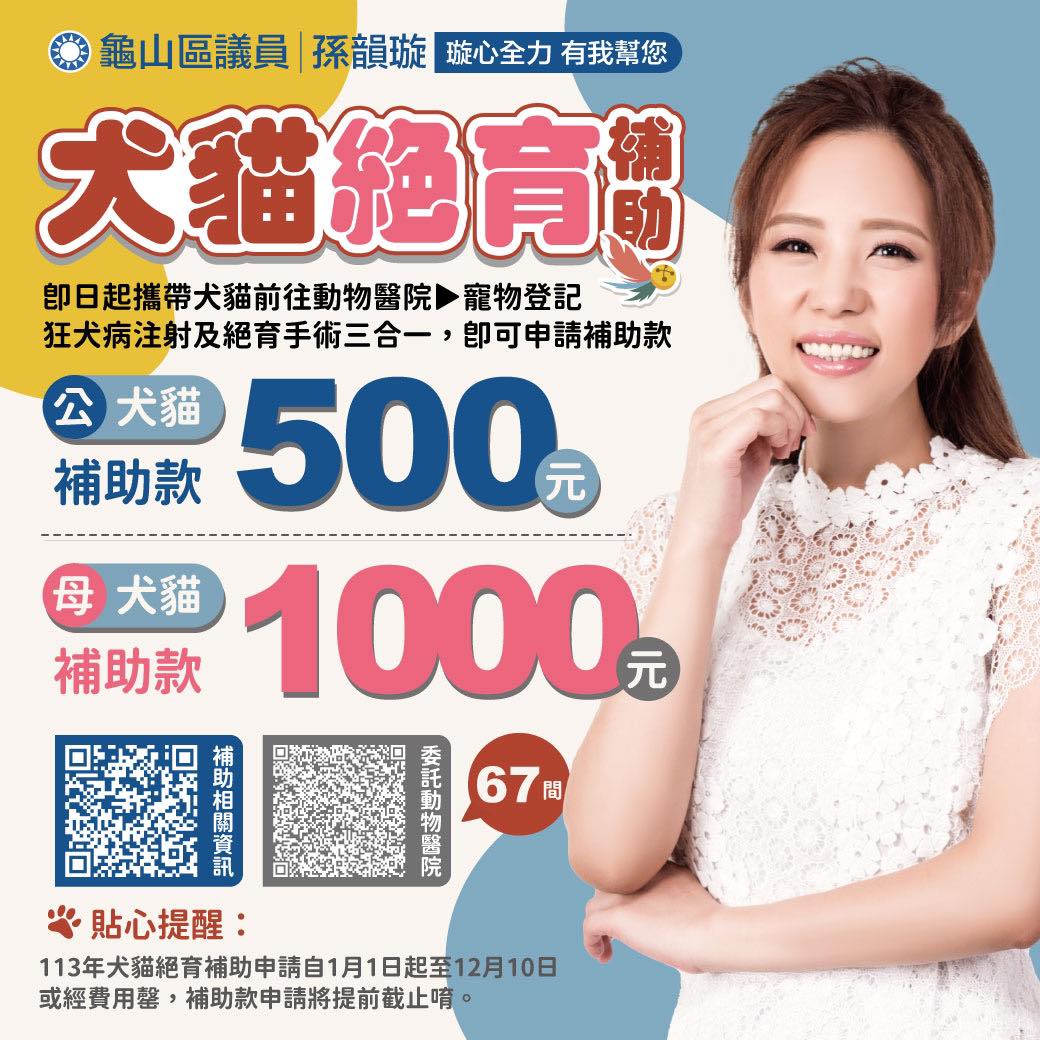 龜山區議員 孫韻璇 璇心全力 有我幫您
犬貓絕育補助
即日起攜帶犬貓前往動物醫院▶寵物登記
狂犬病注射及絕育手術三合一，即可申請補助款
公 犬貓
補助款 500元
母 犬貓
補助款 1000元
補助相關資訊
委託動物醫院
67間
貼心提醒：
113年犬貓絕育補助申請自1月1日起至12月10日
或經費用罄，補助款申請將提前截止唷。